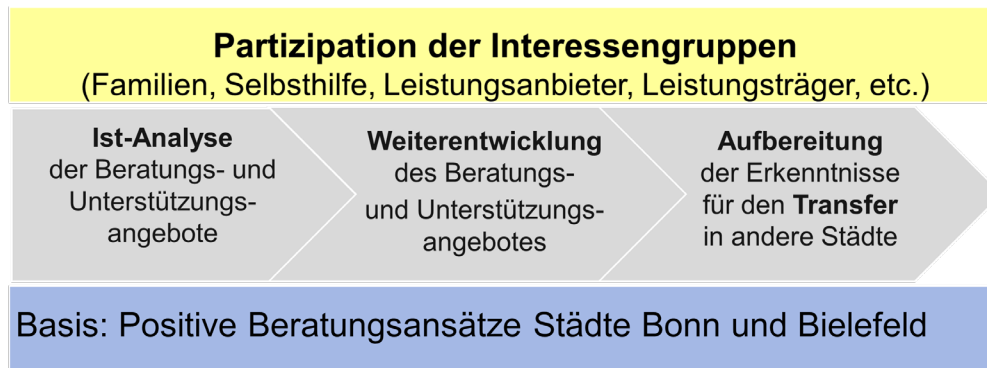 Partizipation der Interessengruppen
(Familien, Selbsthilfe, Leistungsanbieter, Leistungsträger, etc.)
Ist-Analyse
der Beratungs- und
Unterstützungs-
angebote
Weiterentwicklung
des Beratungs-
und Unterstützungs-
angebotes
Aufbereitung
der Erkenntnisse
für den Transfer
in andere Städte
Basis: Positive Beratungsansätze Städte Bonn und Bielefeld